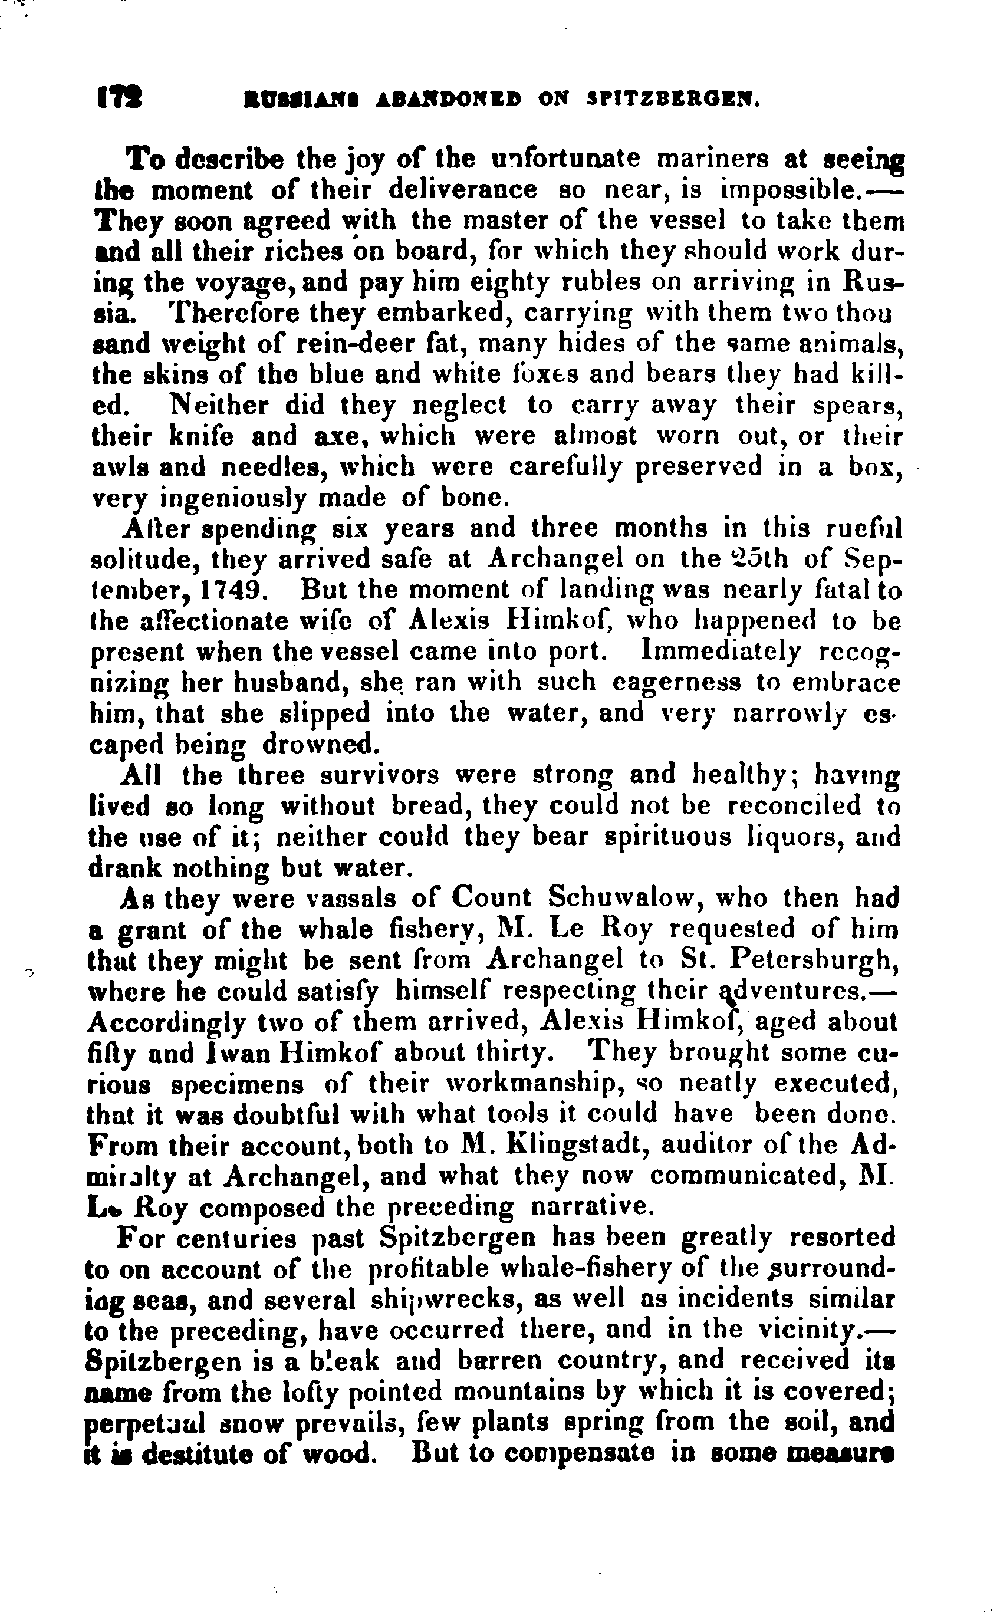 172 RUSSIANS ABANDONED ON SPITZBERGEN.
To describe the joy of the unfortunate mariners at seeing
the moment of their deliverance so near, is impossible.—
They soon agreed with the master of the vessel to take them
and all their riches on board, for which they should work dur-
ing the voyage, and pay him eighty rubles on arriving in Rus-
sia. Therefore they embarked, carrying with them two thou
sand weight of rein-deer fat, many hides of the same animals,
the skins of the blue and white foxes and bears they had kill-
ed. Neither did they neglect to carry away their spears,
their knife and axe, which were almost worn out, or their
awls and needles, which were carefully preserved in a box,
very ingeniously made of bone.
After spending six years and three months in this rueful
solitude, they arrived safe at Archangel on the 25th of Sep-
tember, 1749. But the moment of landing was nearly fatal to
the affectionate wife of Alexis Himkof, who happened to be
present when the vessel came into port. Immediately recog-
nizing her husband, she ran with such eagerness to embrace
him, that she slipped into the water, and very narrowly es-
caped being drowned.
All the three survivors were strong and healthy; having
lived so long without bread, they could not be reconciled to
the use of it; neither could they bear spirituous liquors, and
drank nothing but water.
As they were vassals of Count Schuwalow, who then had
a grant of the whale fishery, M. Le Roy requested of him
that they might be sent from Archangel to St. Petersburgh,
where he could satisfy himself respecting their adventures.—
Accordingly two of them arrived, Alexis Himkof, aged about
fifty and Iwan Himkof about thirty. They brought some cu-
rious specimens of their workmanship, so neatly executed,
that it was doubtful with what tools it could have been done.
From their account, both to M. Klingstadt, auditor of the Ad-
miralty at Archangel, and what they now communicated, M.
Le Roy composed the preceding narrative.
For centuries past Spitzbergen has been greatly resorted
to on account of the profitable whale-fishery of the surround-
ing seas, and several shipwrecks, as well as incidents similar
to the preceding, have occurred there, and in the vicinity.—
Spitzbergen is a bleak and barren country, and received its
name from the lofty pointed mountains by which it is covered;
perpetual snow prevails, few plants spring from the soil, and
it is destitute of wood. But to compensate in some measure